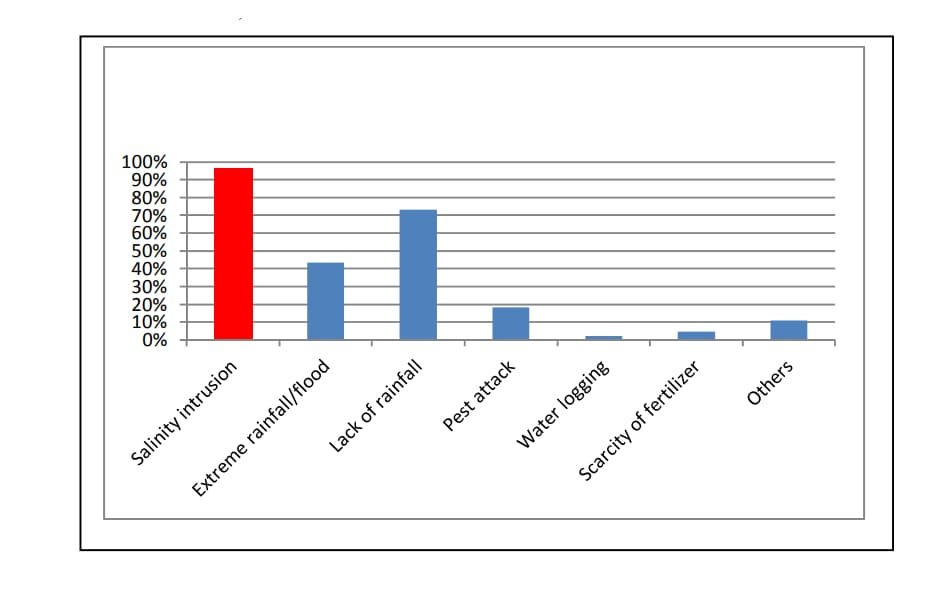 100%
90%
80%
70%
60%
50%
40%
30%
20%
10%
0%
Salinity intrusion
Extreme rainfall/flood
Lack of rainfall
Pest attack
Water logging
Scarcity of fertilizer
Others